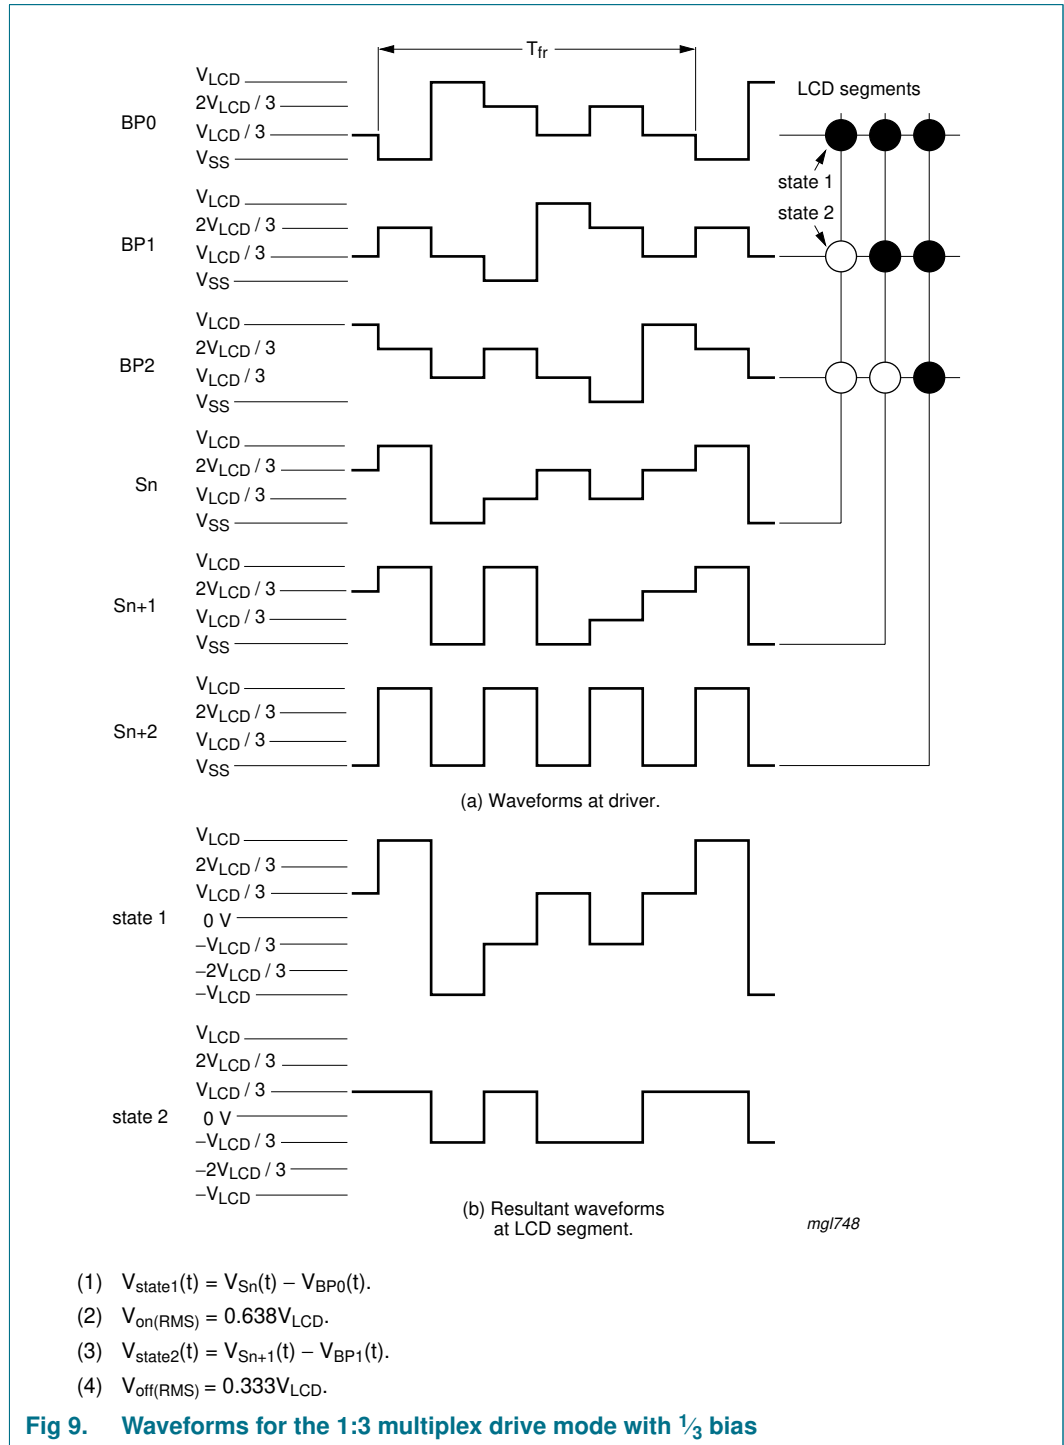 Tfr
VLCD
2VLCD / 3
BP0
VLCD / 3
VSS
LCD segments
state 1
state 2
VLCD
2VLCD / 3
BP1
VLCD / 3
VSS
VLCD
2VLCD / 3
BP2
VLCD / 3
VSS
VLCD
2VLCD / 3
Sn
VLCD / 3
VSS
VLCD
2VLCD / 3
Sn+1
VLCD / 3
VSS
VLCD
2VLCD / 3
Sn+2
VLCD / 3
VSS
(a) Waveforms at driver.
VLCD
2VLCD / 3
VLCD / 3
state 1
0 V
−VLCD / 3
−2VLCD / 3
−VLCD
VLCD
2VLCD / 3
VLCD / 3
state 2
0 V
−VLCD / 3
−2VLCD / 3
−VLCD
(b) Resultant waveforms
at LCD segment.
mgl748
(1) Vstate1(t) = VSn(t) − VBP0(t).
(2) Von(RMS) = 0.638VLCD.
(3) Vstate2(t) = VSn+1(t) − VBP1(t).
(4) Voff(RMS) = 0.333VLCD.
Fig 9. Waveforms for the 1:3 multiplex drive mode with 1⁄3 bias